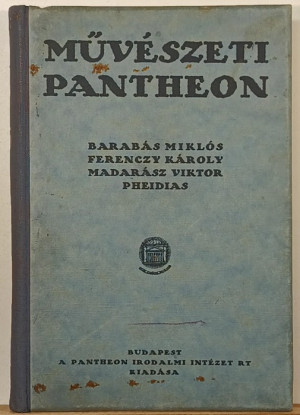 MŰVÉSZETI
PANTHEON
BARABÁS MIKLÓS
FERENCZY KÁROLY
MADARÁSZ VIKTOR
PHEIDIAS
BUDAPEST
A PANTHEON IRODALMI INTÉZET RT
KIADÁSA